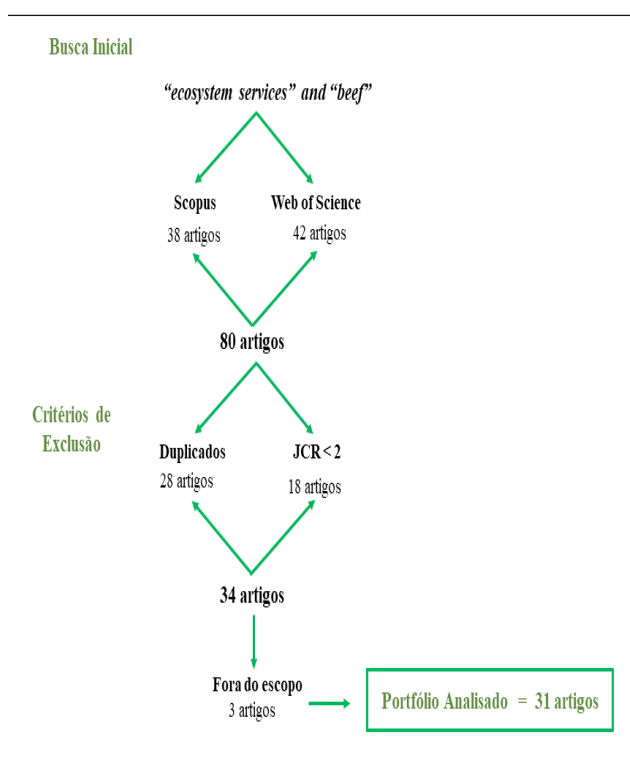 Busca Inicial
“ecosystem services” and “beef”
Scopus
Web of Science
38 artigos
42 artigos
80 artigos
Critérios de
Exclusão
Duplicados
JCR < 2
28 artigos
18 artigos
34 artigos
Fora do escopo
3 artigos
Portfólio Analisado = 31 artigos